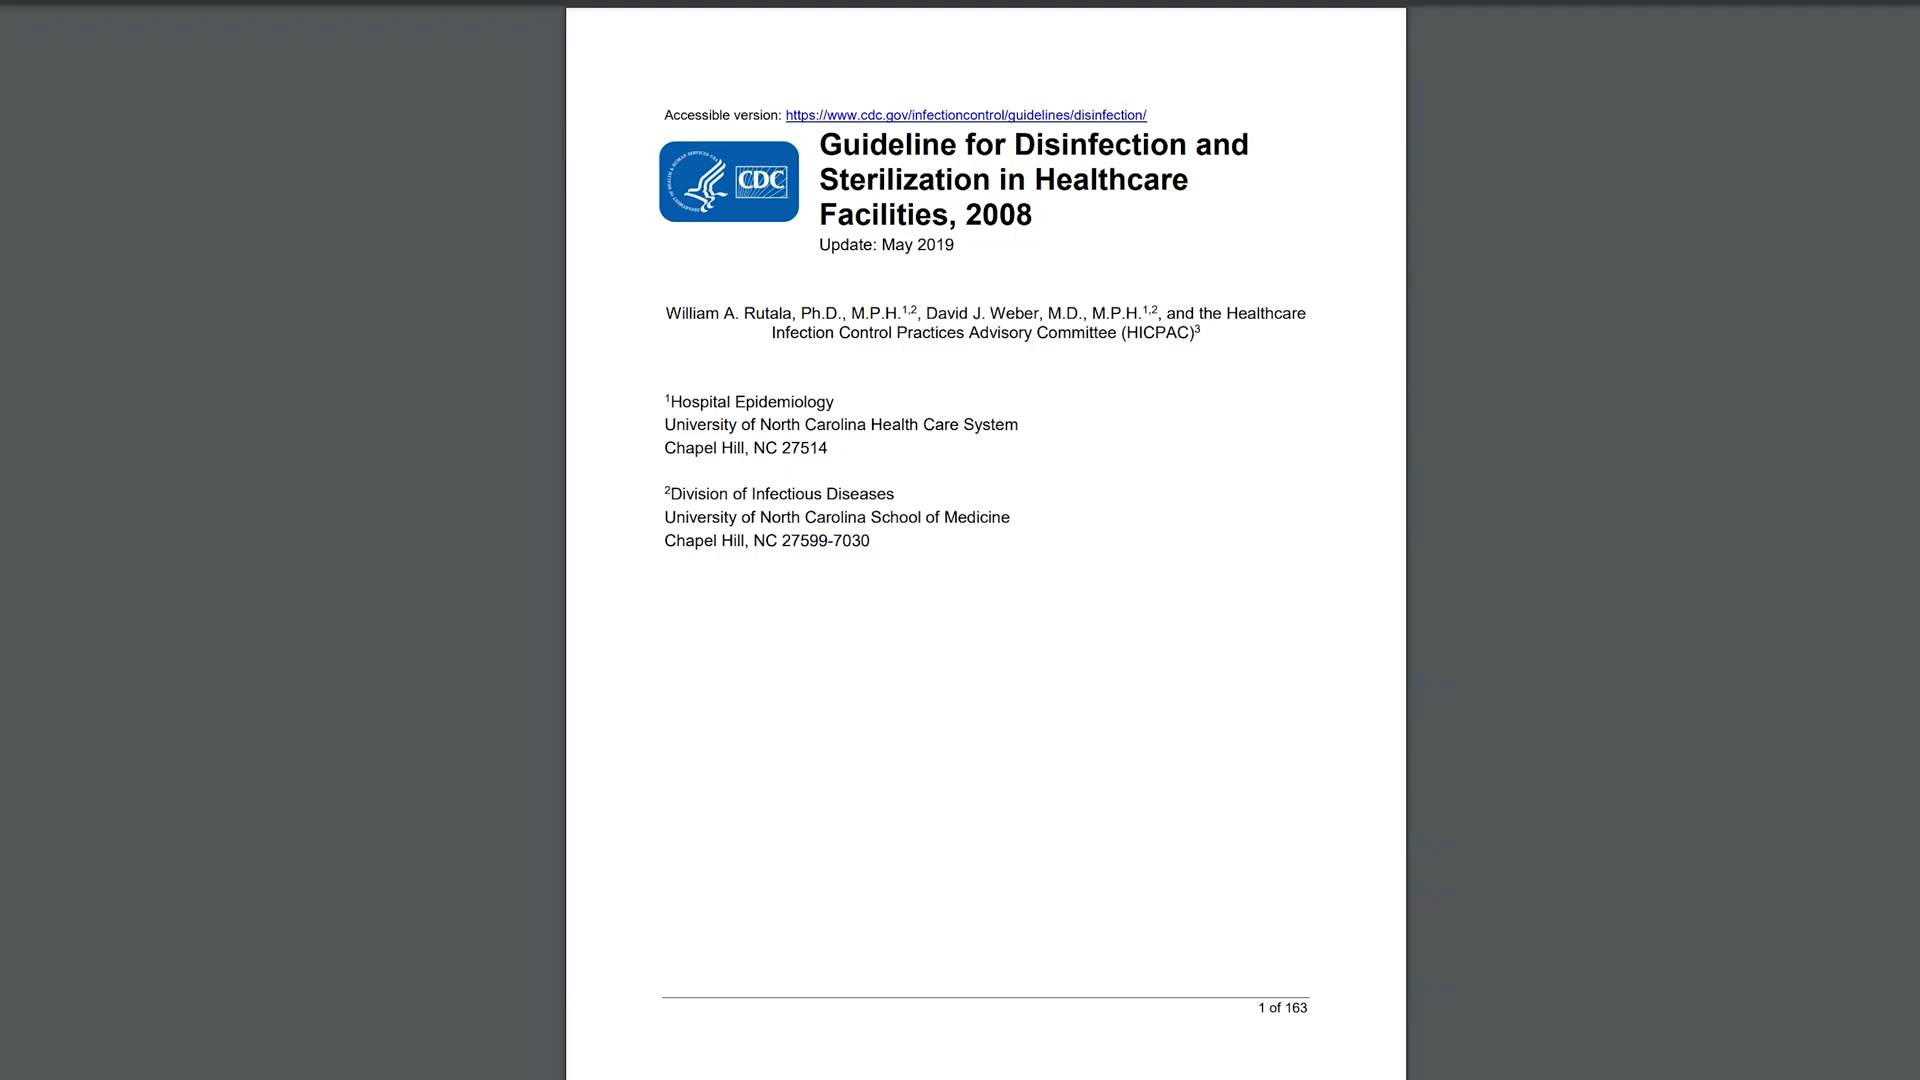 Accessible version: https://www.cdc.gov/infectioncontrol/guidelines/disinfection/
CDC
Guideline for Disinfection and
Sterilization in Healthcare
Facilities, 2008
Update: May 2019
William A. Rutala, Ph.D., M.P.H.1,2, David J. Weber, M.D., M.P.H.1,2, and the Healthcare
Infection Control Practices Advisory Committee (HICPAC)3
1Hospital Epidemiology
University of North Carolina Health Care System
Chapel Hill, NC 27514
2Division of Infectious Diseases
University of North Carolina School of Medicine
Chapel Hill, NC 27599-7030
1 of 163